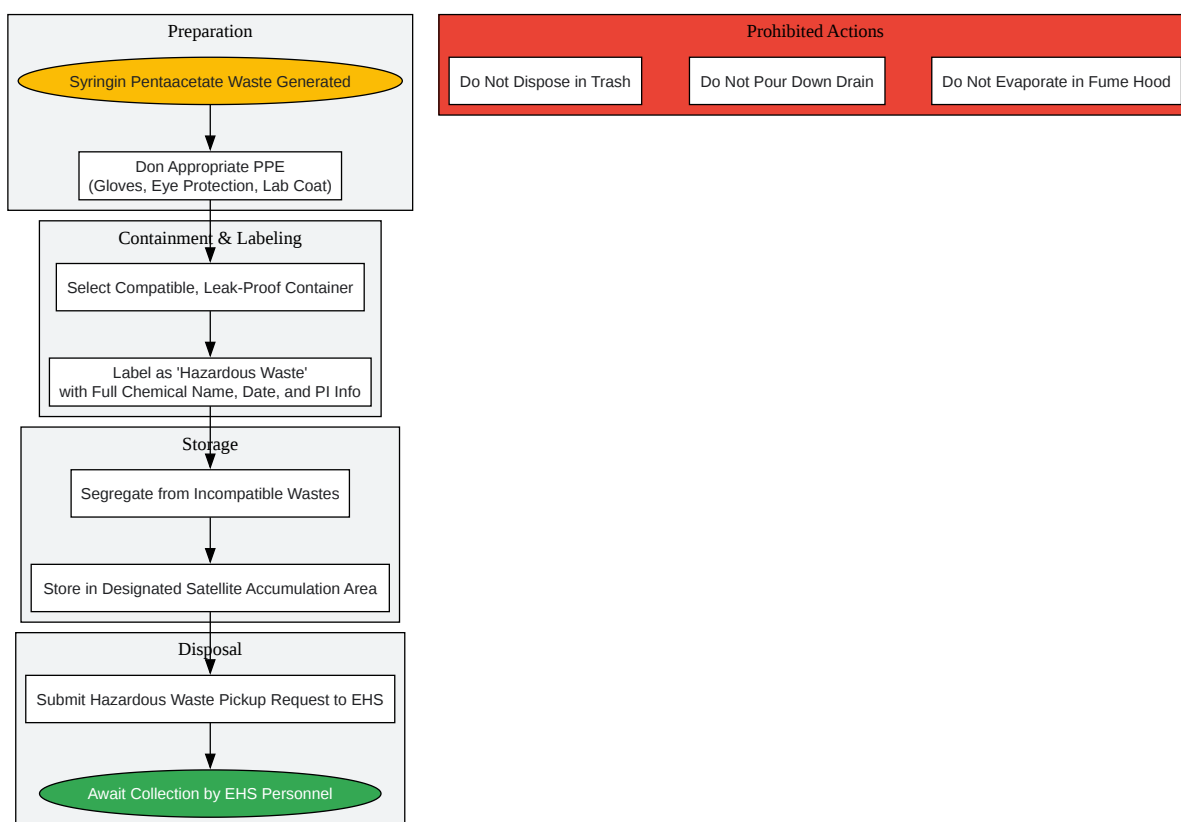 Preparation
Syringin Pentaacetate Waste Generated
Don Appropriate PPE
(Gloves, Eye Protection, Lab Coat)
Containment & Labeling
Select Compatible, Leak-Proof Container
Label as 'Hazardous Waste'
with Full Chemical Name, Date, and PI Info
Storage
Segregate from Incompatible Wastes
Store in Designated Satellite Accumulation Area
Disposal
Submit Hazardous Waste Pickup Request to EHS
Await Collection by EHS Personnel
Prohibited Actions
Do Not Dispose in Trash
Do Not Pour Down Drain
Do Not Evaporate in Fume Hood